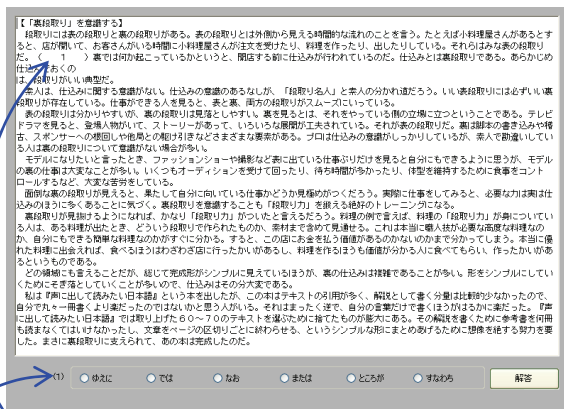 【「裏段取り」を意識する】
　段取りには表の段取りと裏の段取りがある。表の段取りとは外側から見える時間的な流れのことを言う。たとえば小料理屋さんがあるとす
ると、店が開いて、お客さんがいる時間に小料理屋さんが注文を受けたり、料理を作ったり、出したりしている。それらはみな表の段取り
だ。（　　１　　）裏では何か起こっているかというと、開店する前に仕込みが行われているのだ。仕込みとは裏段取りである。あらかじめ
仕込んでおくの
は、段取りがいい典型だ。
　素人は、仕込みに関する意識がない。仕込みの意識のあるなしが、「段取り名人」と素人の分かれ道だろう。いい表段取りには必ずいい裏
段取りが存在している。仕事ができる人を見ると、表と裏、両方の段取りがスムーズにいっている。
　表の段取りは分かりやすいが、裏の段取りは見落としやすい。裏を見るとは、それをやっている側の立場に立つということである。テレビ
ドラマを見ると、登場人物がいて、ストーリーがあって、いろいろな展開が工夫されている。それが表の段取りだ。裏は脚本の書き込みや稽
古、スポンサーへの根回しや他局との駆け引きなどさまざまな要素がある。プロは仕込みの意識がしっかりしているが、素人で勘違いしてい
る人は裏の段取りについて意識がない場合が多い。
　モデルになりたいと言ったとき、ファッションショーや撮影など表に出ている仕事ぶりだけを見ると自分にもできるように思うが、モデル
の裏の仕事は大変なことが多い。いくつもオーディションを受けて回ったり、待ち時間が多かったり、体型を維持するために食事をコント
ロールするなど、大変な苦労をしている。
　面倒な裏の段取りが見えると、果たして自分に向いている仕事かどうか見極めがつくだろう。実際に仕事をしてみると、必要な力は実は仕
込みのほうに多くあることに気づく。裏段取りを意識することも「段取り力」を鍛える絶好のトレーニングになる。
　裏段取りが見抜けるようになれば、かなり「段取り力」がついたと言えるだろう。料理の例で言えば、料理の「段取り力」が身についてい
る人は、ある料理が出たとき、どういう段取りで作られたものか、素材まで含めて見通せる。これは本当に職人技が必要な高度な料理なの
か、自分にもできる簡単な料理なのかがすぐに分かる。すると、この店にお金を払う価値があるのかないのかまで分かってしまう。本当に優
れた料理に出会えれば、食べるほうはわざわざ店に行ったかいがあるし、料理を作るほうも価値が分かる人に食べてもらい、作ったかいがあ
るというものである。
　どの領域にも言えることだが、総じて完成形がシンプルに見えているほうが、裏の仕込みは複雑であることが多い。形をシンプルにしてい
くためにそぎ落としていくことが多いので、仕込みはその分大変である。
　私は『声に出して読みたい日本語』という本を出したが、この本はテキストの引用が多く、解説として書く分量は比較的少なかったので、
自分で丸々一冊書くより楽だったのではないかと思う人がいる。それはまったく逆で、自分の言葉だけで書くほうがはるかに楽だった。『声
に出して読みたい日本語』では取り上げた６０～７０のテキストを選ぶために捨てたものが膨大にある。その解説を書くために参考書を何冊
も読まなくてはいけなかったし、文章をページの区切りごとに終わらせる、というシンプルな形にまとめあげるために想像を絶する努力を要
した。まさに裏段取りに支えられて、あの本は完成したのだ。
(1)　ゆえに　では　なお　または　ところが　すなわち　解答